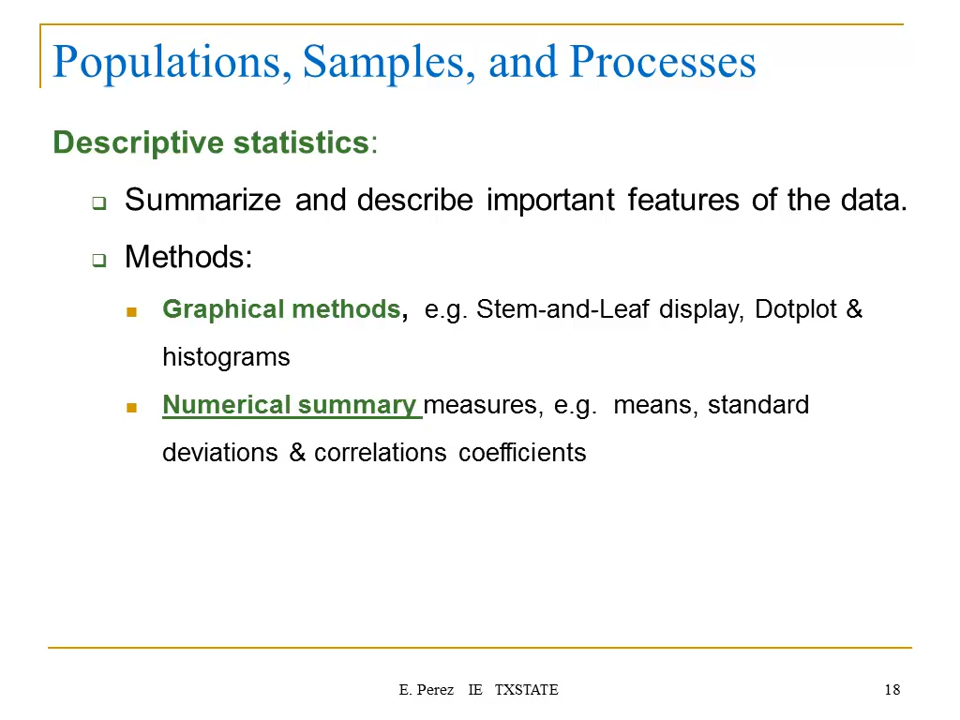 Populations, Samples, and Processes
Descriptive statistics:
Summarize and describe important features of the data.
Methods:
Graphical methods, e.g. Stem-and-Leaf display, Dotplot &
histograms
Numerical summary measures, e.g. means, standard
deviations & correlations coefficients
E. Perez IE TXSTATE
18